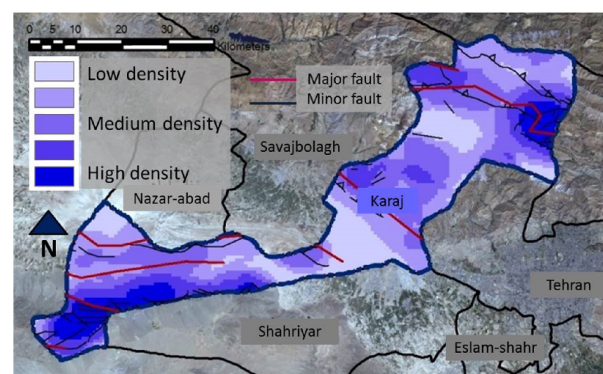 0 5 10 20 30 40
Kilometers
Low density
Medium density
High density
Major fault
Minor fault
Savajbolagh
Nazar-abad
Karaj
N
Tehran
Shahriyar
Eslam-shahr